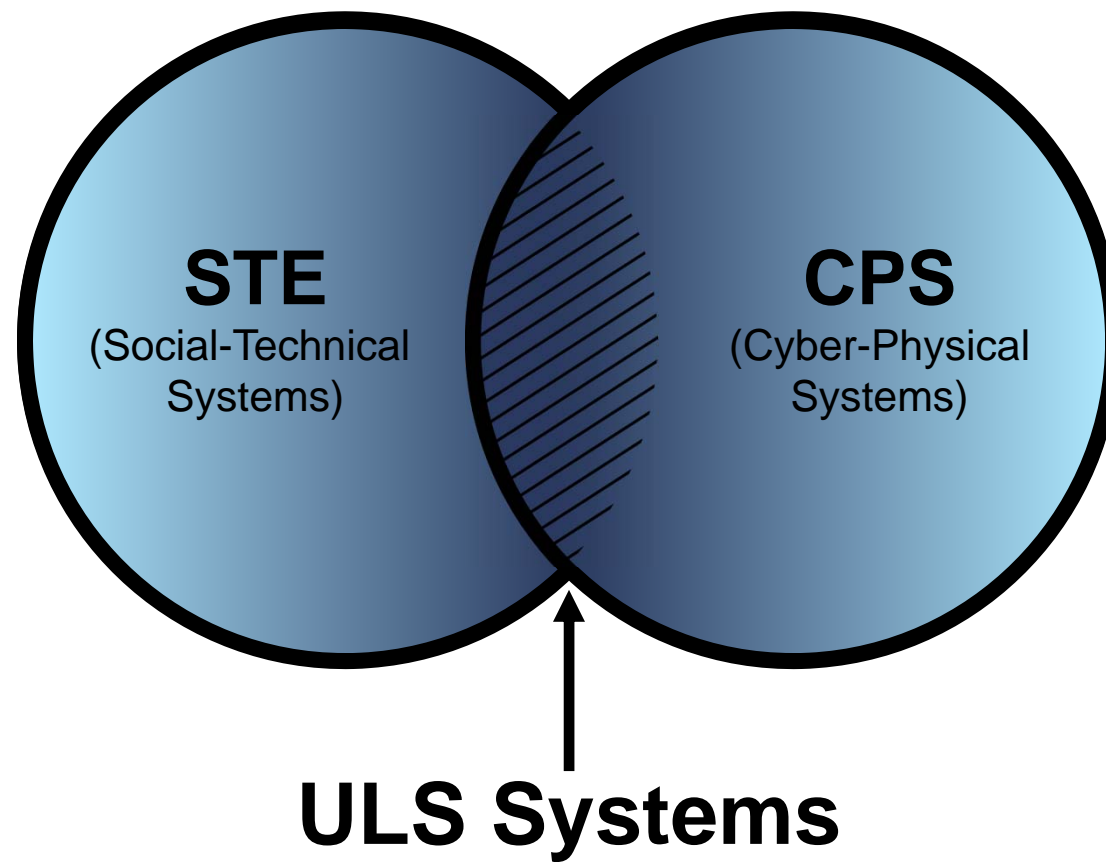 STE
(Social-Technical
Systems)
CPS
(Cyber-Physical
Systems)
ULS Systems